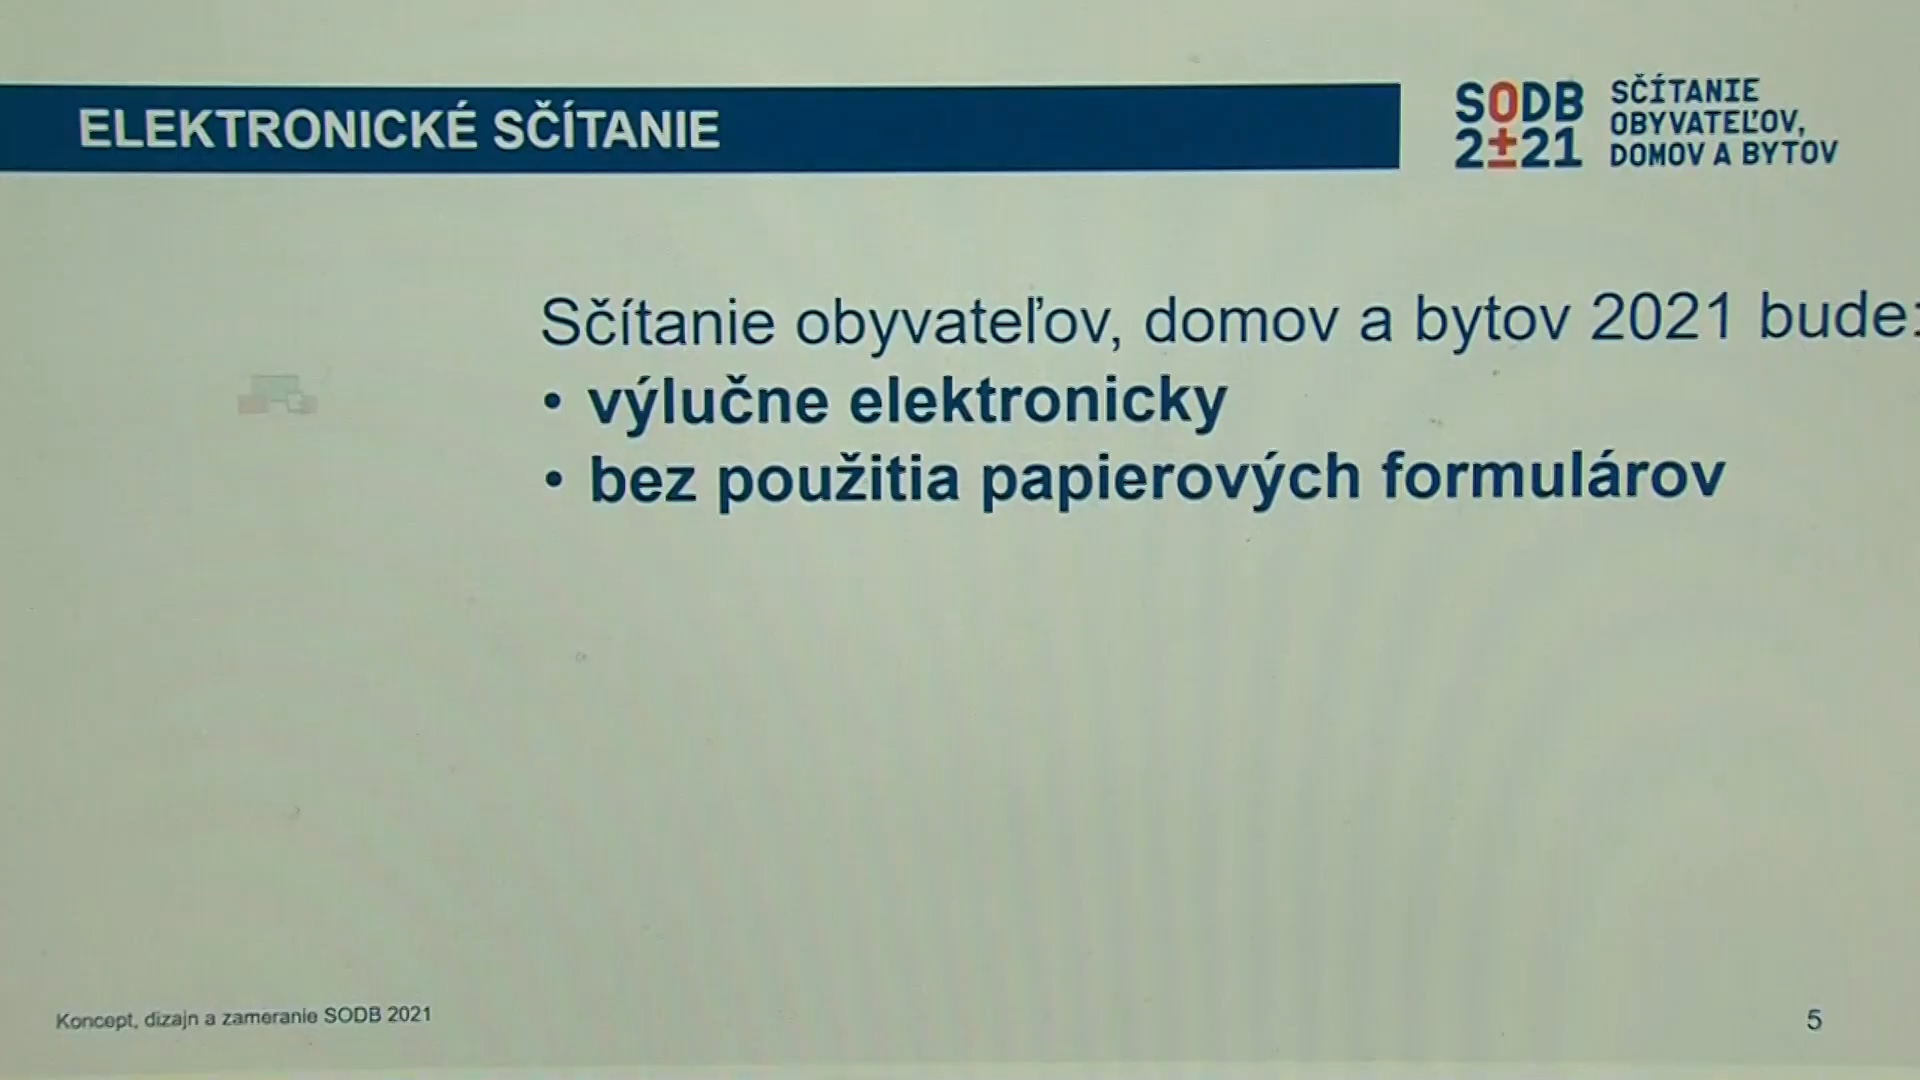 ELEKTRONICKÉ SČÍTANIE
SODB
2±21
SČÍTANIE
OBYVATEĽOV,
DOMOV A BYTOV
Sčítanie obyvateľov, domov a bytov 2021 bude:
• výlučne elektronicky
• bez použitia papierových formulárov
Koncept, dizajn a zameranie SODB 2021
5